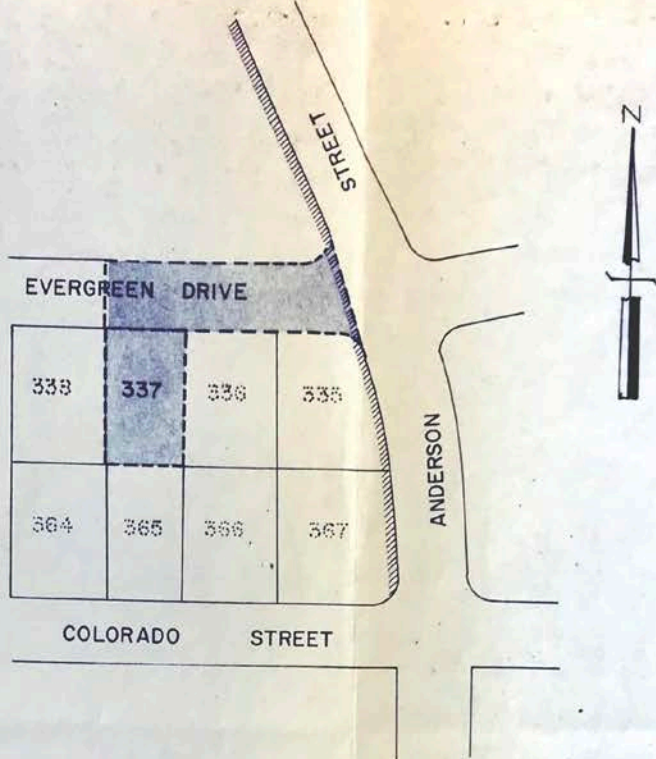 STREET
N
EVERGREEN DRIVE
338 337 336 335
ANDERSON
364 365 366 367
COLORADO STREET